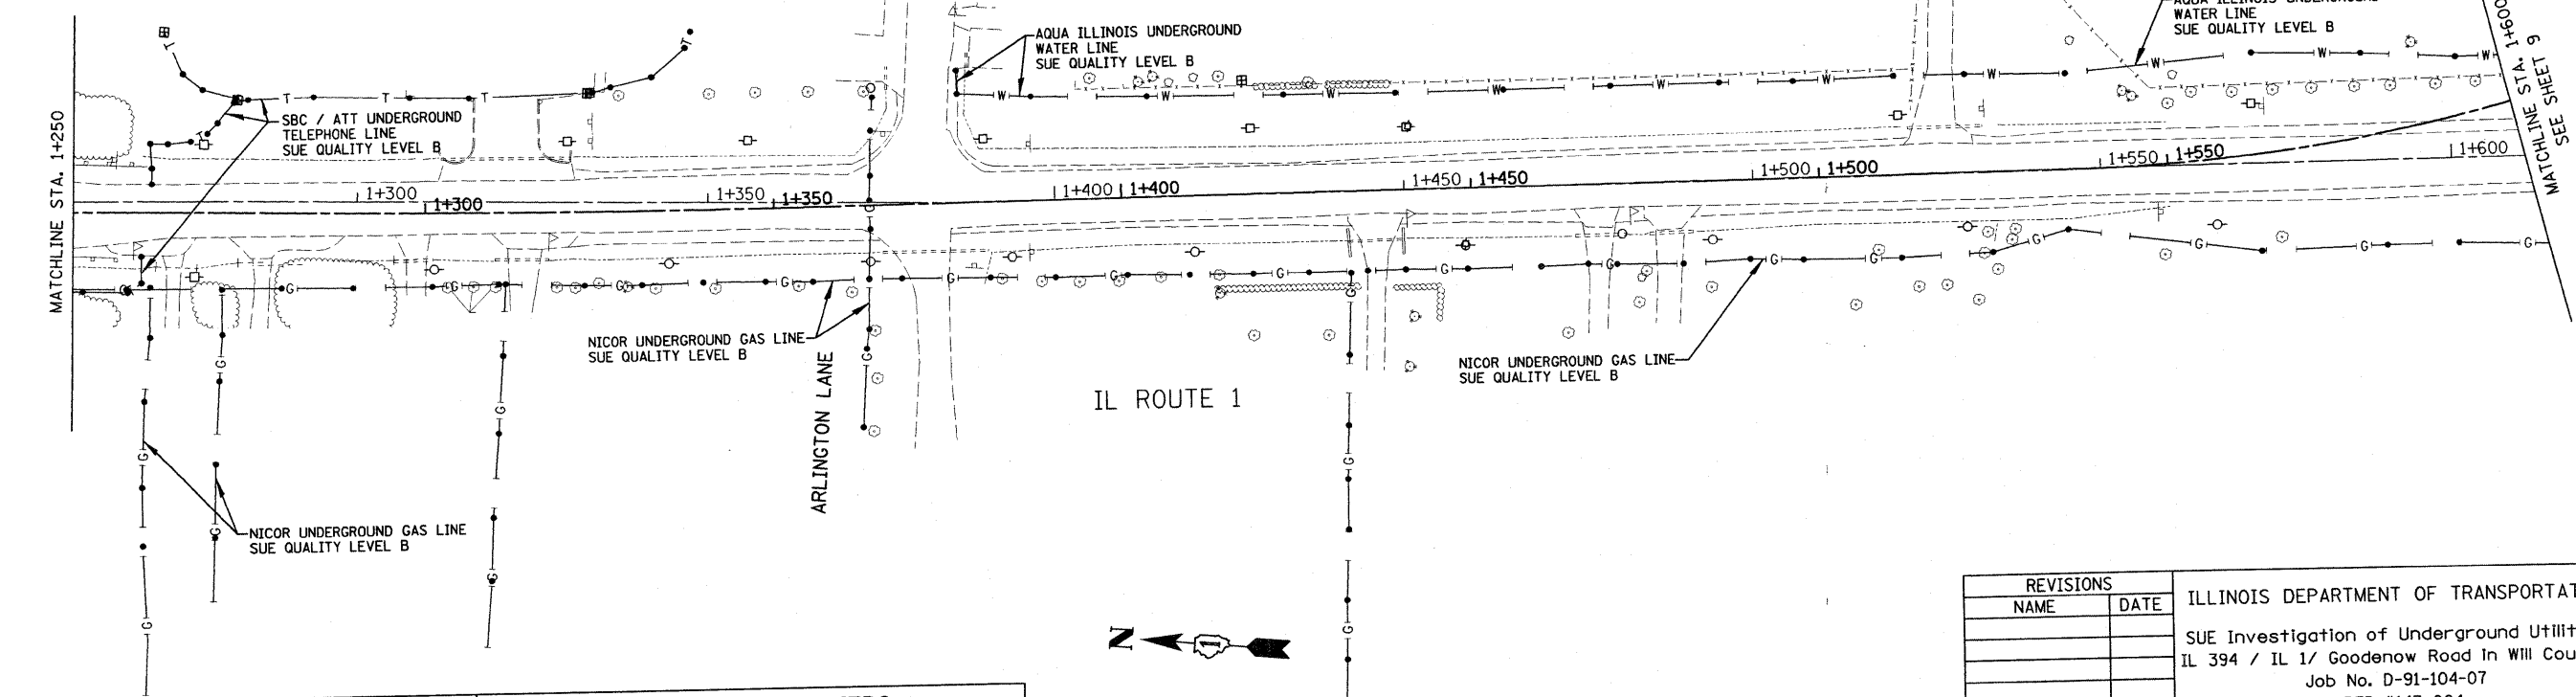 AQUA ILLINOIS UNDERGROUND
WATER LINE
SUE QUALITY LEVEL B
AQUA ILLINOIS UNDERGROUND
WATER LINE
SUE QUALITY LEVEL B
MATCHLINE STA. 1+600
SEE SHEET 9
MATCHLINE STA. 1+250
SBC / ATT UNDERGROUND
TELEPHONE LINE
SUE QUALITY LEVEL B
T T T T T T
W W W W W W W W W
1+300 1+350 1+400 1+450 1+500 1+550 1+600
1+300 1+350 1+400 1+450 1+500 1+550
G G G G G G G G G G G G G G
NICOR UNDERGROUND GAS LINE
SUE QUALITY LEVEL B
ARLINGTON LANE
IL ROUTE 1
NICOR UNDERGROUND GAS LINE
SUE QUALITY LEVEL B
NICOR UNDERGROUND GAS LINE
SUE QUALITY LEVEL B
N
1
REVISIONS
NAME DATE
ILLINOIS DEPARTMENT OF TRANSPORTAT
SUE Investigation of Underground Utilit
IL 394 / IL 1/ Goodenow Road in Will Cou
Job No. D-91-104-07